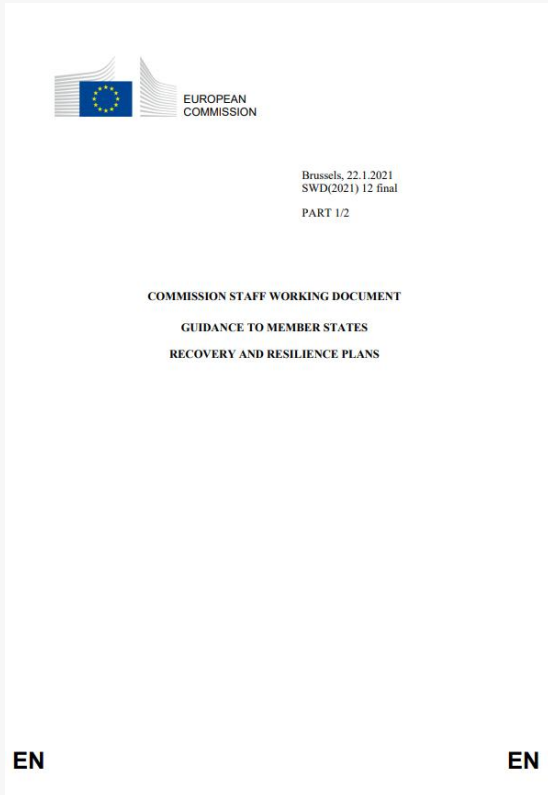 EUROPEAN
COMMISSION
Brussels, 22.1.2021
SWD(2021) 12 final
PART 1/2
COMMISSION STAFF WORKING DOCUMENT
GUIDANCE TO MEMBER STATES
RECOVERY AND RESILIENCE PLANS
EN EN